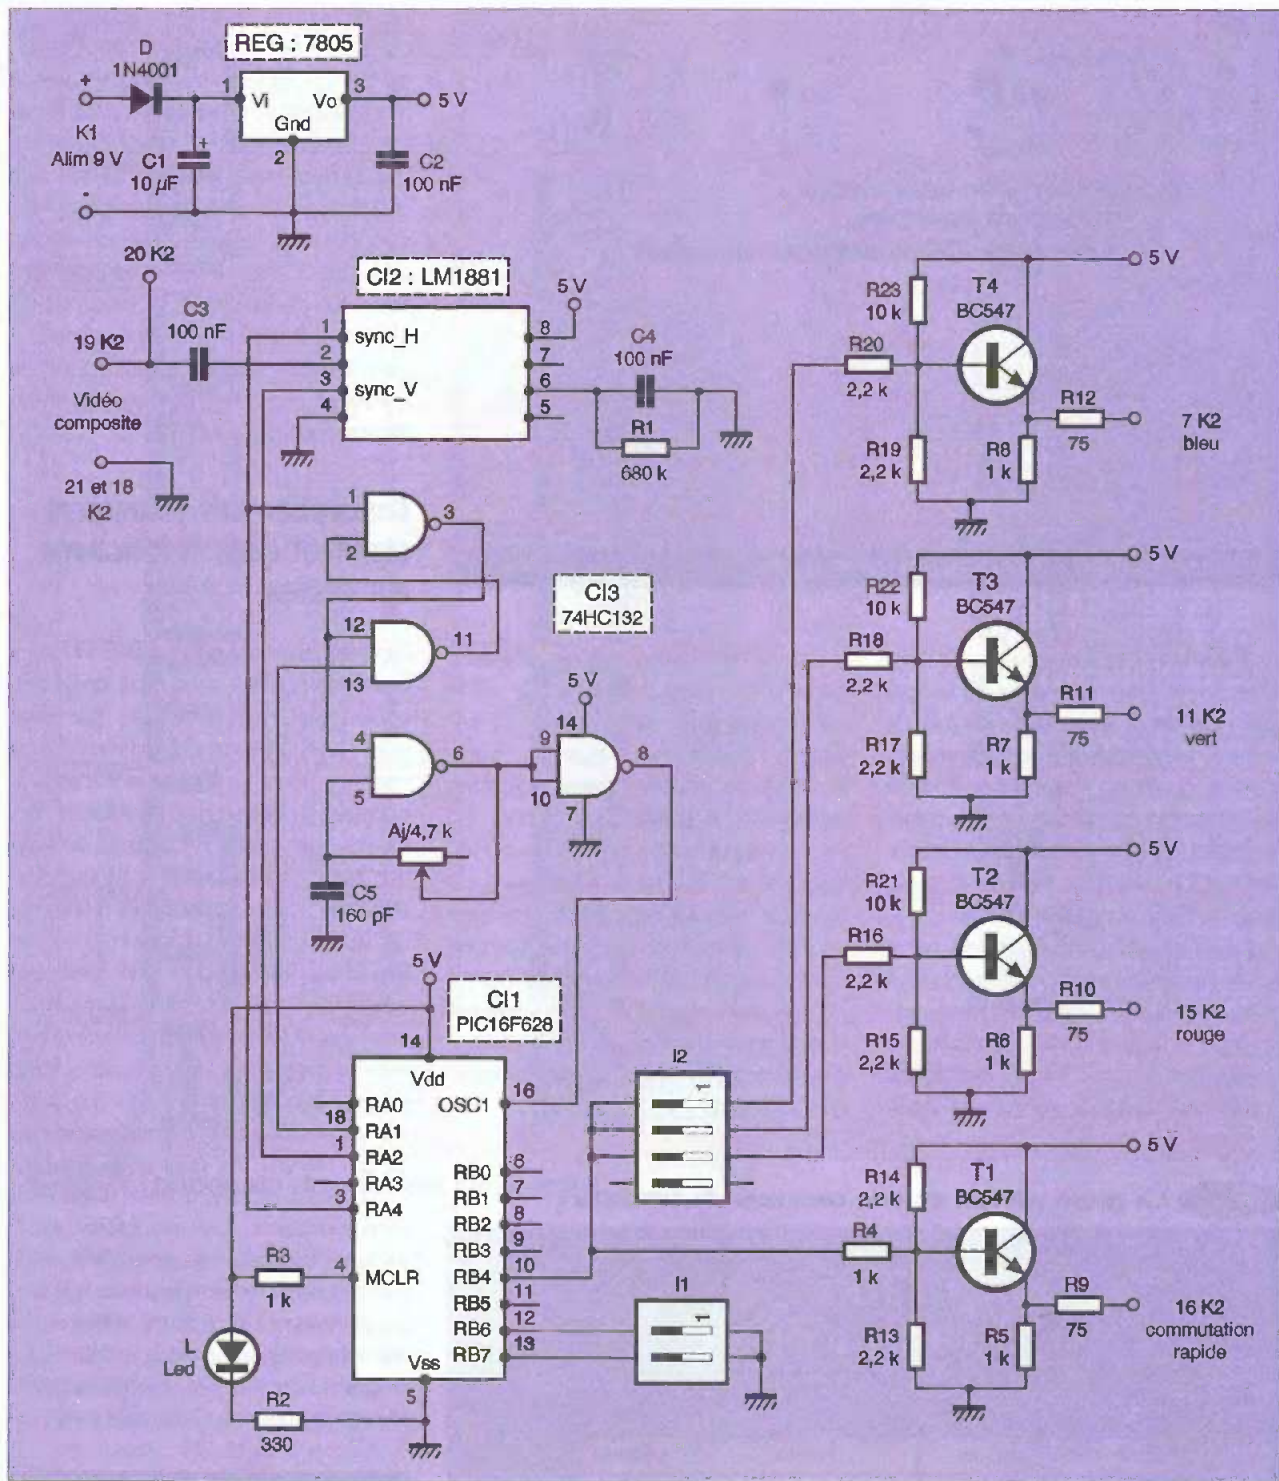 REG : 7805
D
1N4001
+
1
Vi
Vo
3
5 V
Gnd
2
K1
Alim 9 V
C1
10 µF
+
C2
100 nF
-
20 K2
CI2 : LM1881
C3
100 nF
19 K2
Vidéo
composite
21 et 18
K2
1
sync_H
2
3
sync_V
4
5 V
8
7
6
5
C4
100 nF
R1
680 k
1
2
3
CI3
74HC132
12
13
11
5 V
14
4
5
6
9
10
8
7
Aj/4,7 k
C5
160 pF
5 V
CI1
PIC16F628
14
Vdd
OSC1
16
RA0
18
RA1
1
RA2
RA3
3
RA4
4
MCLR
RB0
6
RB1
7
RB2
8
RB3
9
RB4
10
RB5
11
RB6
12
RB7
13
Vss
5
R3
1 k
L
Led
R2
330
I2
1
I1
1
5 V
R23
10 k
T4
BC547
R20
2,2 k
R19
2,2 k
R8
1 k
R12
75
7 K2
bleu
5 V
R22
10 k
T3
BC547
R18
2,2 k
R17
2,2 k
R7
1 k
R11
75
11 K2
vert
5 V
R21
10 k
T2
BC547
R16
2,2 k
R15
2,2 k
R6
1 k
R10
75
15 K2
rouge
5 V
R14
2,2 k
T1
BC547
R4
1 k
R13
2,2 k
R5
1 k
R9
75
16 K2
commutation
rapide